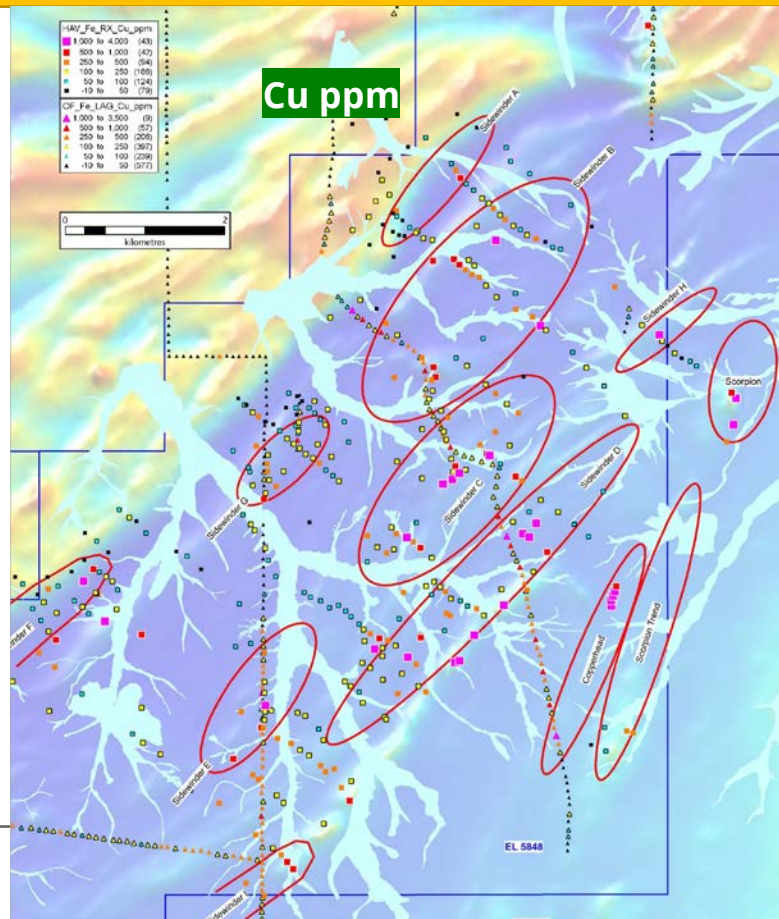 HAV_Fe_RX_Cu_ppm
1,000 to 4,000 (43)
500 to 1,000 (42)
250 to 500 (94)
100 to 250 (186)
50 to 100 (124)
-10 to 50 (79)
CF_Fe_LAG_Cu_ppm
1,000 to 3,500 (9)
500 to 1,000 (57)
250 to 500 (206)
100 to 250 (397)
50 to 100 (239)
-10 to 50 (577)
Cu ppm
0 2
kilometres
Sidewinder A
Sidewinder B
Sidewinder H
Scorpion
Sidewinder G
Sidewinder C
Sidewinder D
winder F
Copperhead
Scorpion Trend
Sidewinder E
EL 5848